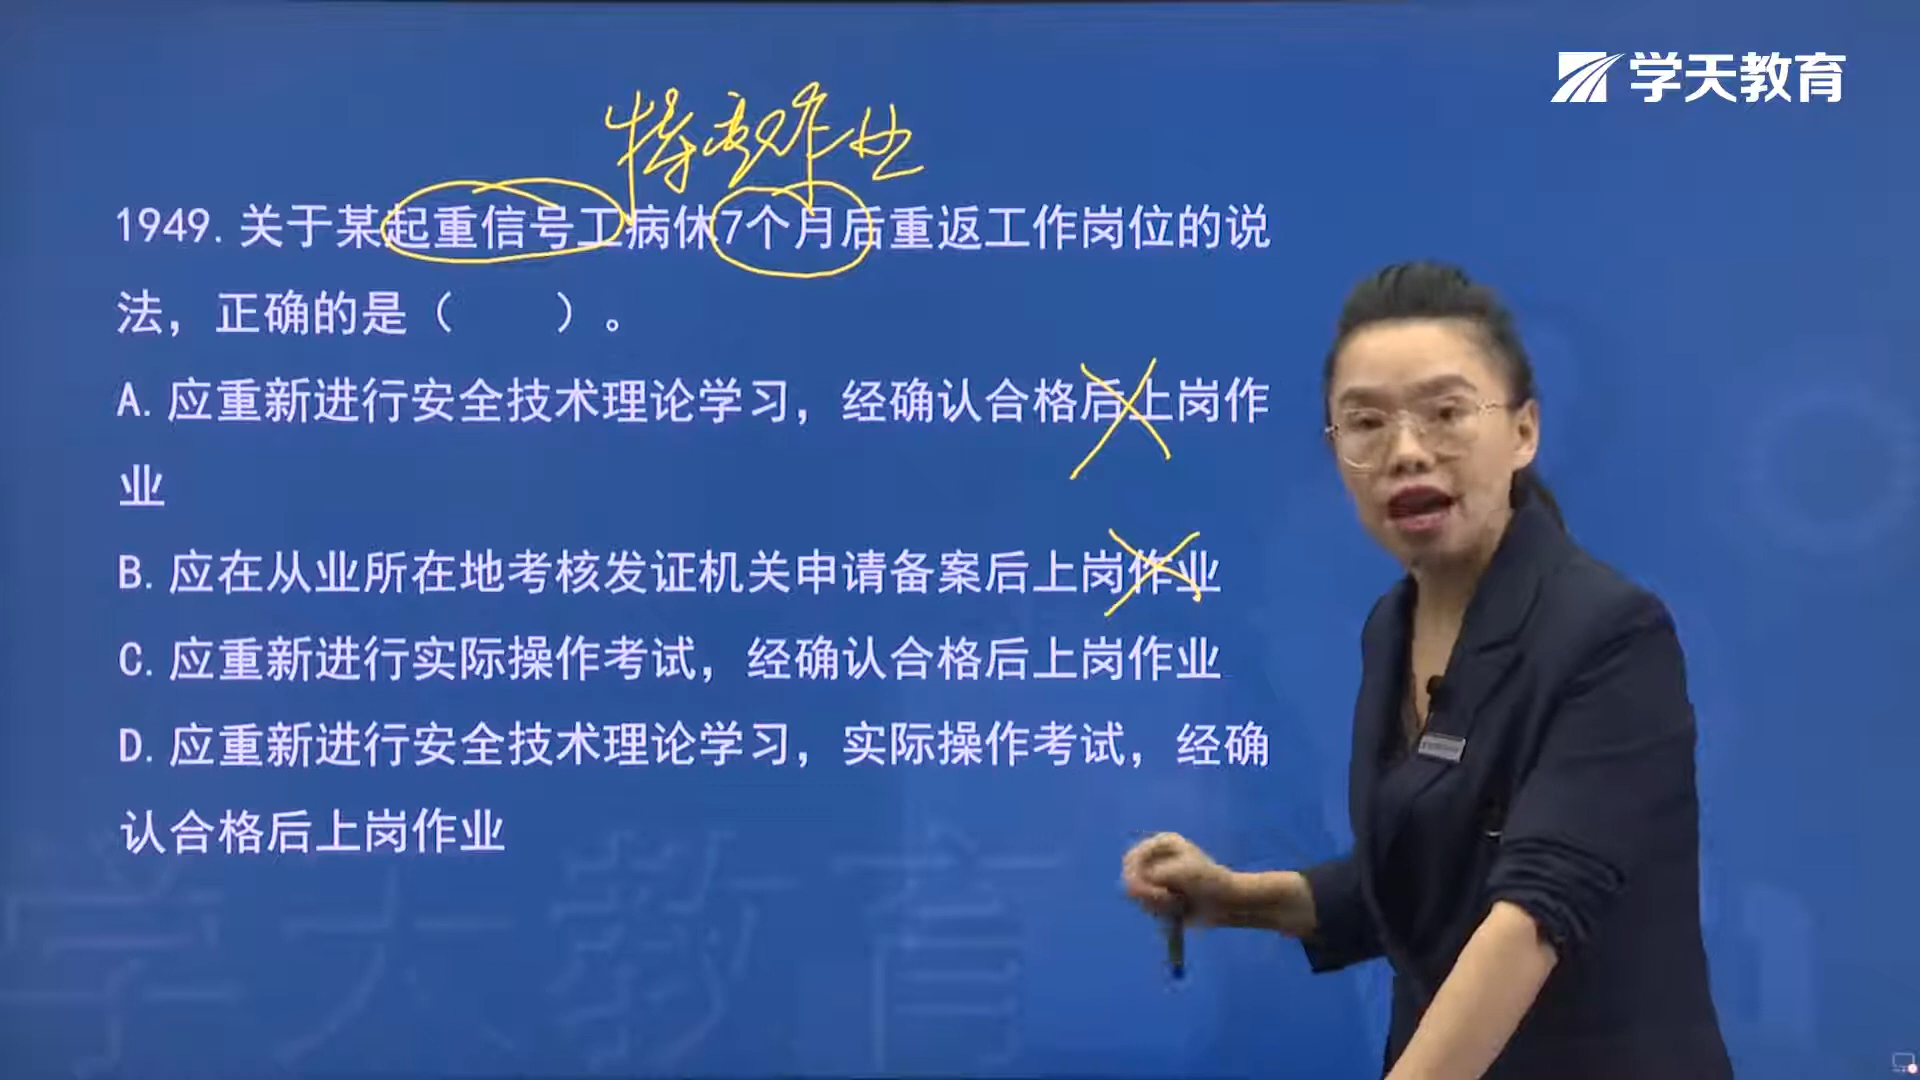 学天教育
特种作业
1949.关于某起重信号工病休7个月后重返工作岗位的说
法，正确的是（　　）。
A.应重新进行安全技术理论学习，经确认合格后上岗作
业
B.应在从业所在地考核发证机关申请备案后上岗作业
C.应重新进行实际操作考试，经确认合格后上岗作业
D.应重新进行安全技术理论学习，实际操作考试，经确
认合格后上岗作业
学天教育